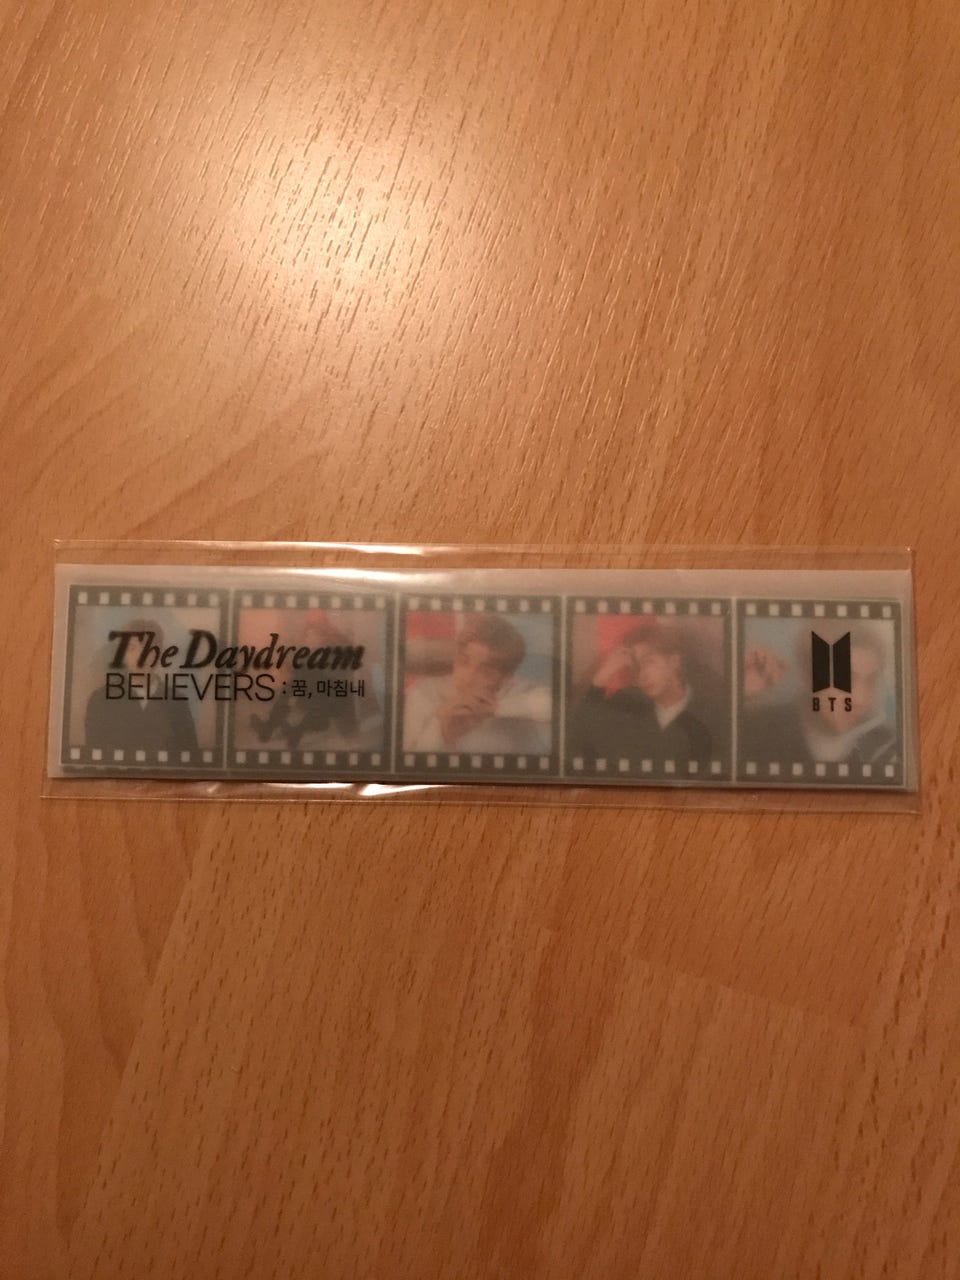 The Daydream
BELIEVERS : 꿈, 마침내
BTS